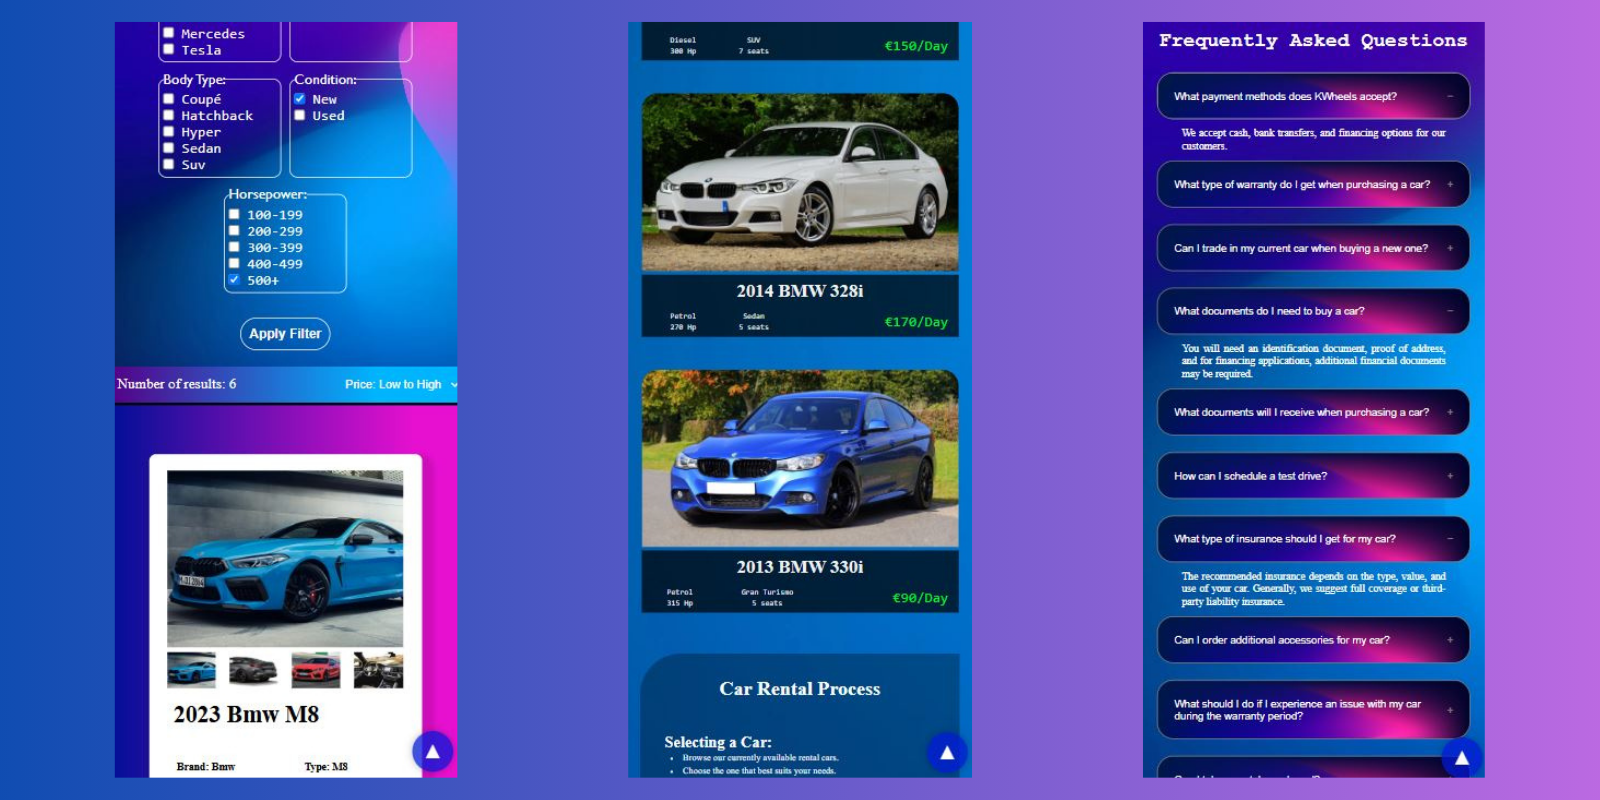 Mercedes
Tesla
Body Type:
Condition:
Coupé
Hatchback
Hyper
Sedan
Suv
New
Used
Horsepower:
100-199
200-299
300-399
400-499
500+
Apply Filter
Number of results: 6
Price: Low to High
2023 Bmw M8
Brand: Bmw
Type: M8
Diesel
300 Hp
SUV
7 seats
€150/Day
2014 BMW 328i
Petrol
270 Hp
Sedan
5 seats
€170/Day
2013 BMW 330i
Petrol
315 Hp
Gran Turismo
5 seats
€90/Day
Car Rental Process
Selecting a Car:
• Browse our currently available rental cars.
• Choose the one that best suits your needs.
Frequently Asked Questions
What payment methods does KWheels accept? −
We accept cash, bank transfers, and financing options for our
customers.
What type of warranty do I get when purchasing a car? +
Can I trade in my current car when buying a new one? +
What documents do I need to buy a car? −
You will need an identification document, proof of address,
and for financing applications, additional financial documents
may be required.
What documents will I receive when purchasing a car? +
How can I schedule a test drive? +
What type of insurance should I get for my car? −
The recommended insurance depends on the type, value, and
use of your car. Generally, we suggest full coverage or third-
party liability insurance.
Can I order additional accessories for my car? +
What should I do if I experience an issue with my car
during the warranty period? +